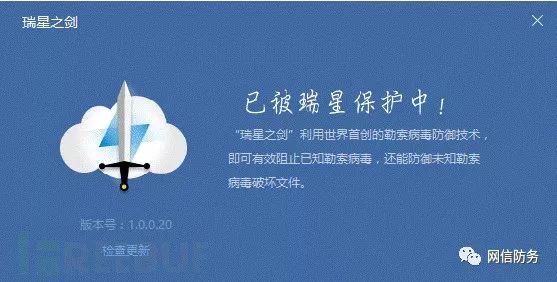 瑞星之剑
已被瑞星保护中！
“瑞星之剑”利用世界首创的勒索病毒防御技术，
即可有效阻止已知勒索病毒，还能防御未知勒索
病毒破坏文件。
版本号：1.0.0.20
检查更新
REEBUF
网信防务